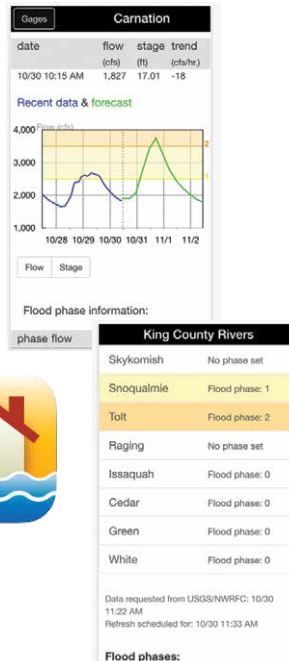 Gages Carnation
date flow stage trend
(cfs) (ft) (cfs/hr.)
10/30 10:15 AM 1,827 17.01 -18
Recent data & forecast
Flow (cfs)
4,000
2
3,000
1
2,000
1,000
10/28 10/29 10/30 10/31 11/1 11/2
Flow Stage
Flood phase information:
phase flow
King County Rivers
Skykomish No phase set
Snoqualmie Flood phase: 1
Tolt Flood phase: 2
Raging No phase set
Issaquah Flood phase: 0
Cedar Flood phase: 0
Green Flood phase: 0
White Flood phase: 0
Data requested from USGS/NWRFC: 10/30
11:22 AM
Refresh scheduled for: 10/30 11:33 AM
Flood phases: